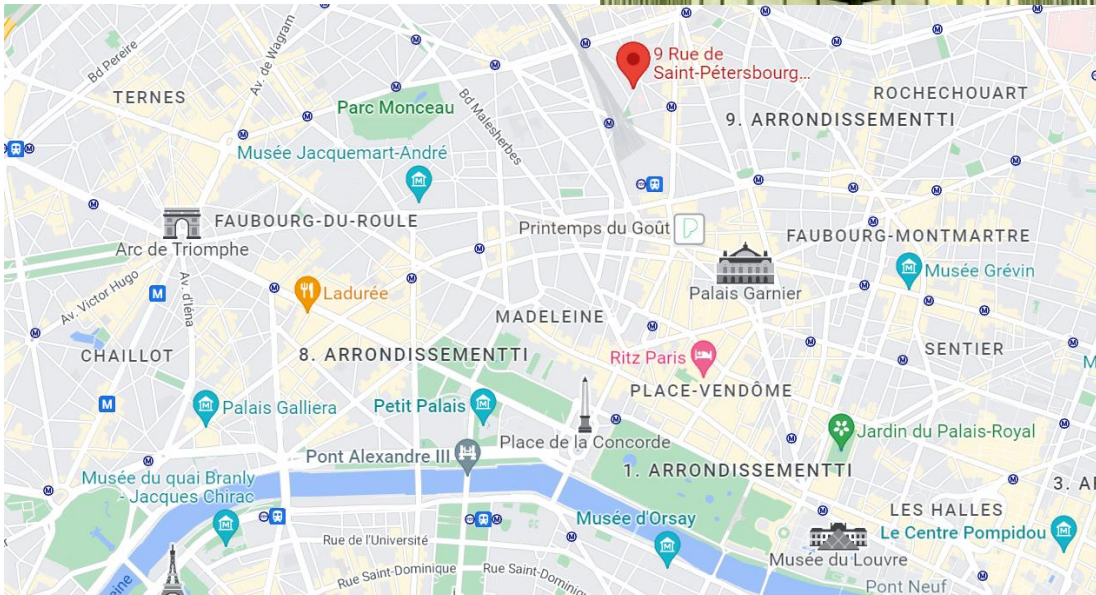 9 Rue de
Saint-Pétersbourg...
Bd Pereire
Av. de Wagram
TERNES
Parc Monceau
Bd Malesherbes
ROCHECHOUART
9. ARRONDISSEMENTTI
Musée Jacquemart-André
FAUBOURG-DU-ROULE
Printemps du Goût
FAUBOURG-MONTMARTRE
Arc de Triomphe
Musée Grévin
Av. Victor Hugo
Av. d'Iéna
M
Ladurée
Palais Garnier
MADELEINE
CHAILLOT
8. ARRONDISSEMENTTI
Ritz Paris
SENTIER
M
PLACE-VENDÔME
M
Palais Galliera
Petit Palais
Place de la Concorde
Jardin du Palais-Royal
Pont Alexandre III
1. ARRONDISSEMENTTI
Musée du quai Branly
- Jacques Chirac
3. AR
LES HALLES
Musée d'Orsay
Le Centre Pompidou
Rue de l'Université
Musée du Louvre
Rue Saint-Dominique
Rue Saint-Dominique
eine
Pont Neuf